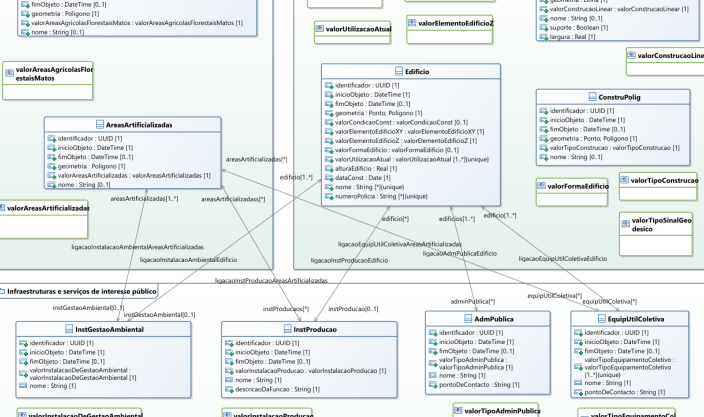 fimObjeto : DateTime [0..1]
geometria : Poligono [1]
valorAreasAgricolasFlorestaisMatos : valorAreasAgricolasFlorestaisMatos [1]
nome : String [0..1]
valorAreasAgricolasFlor
estaisMatos
AreasArtificializadas
identificador : UUID [1]
inicioObjeto : DateTime [1]
fimObjeto : DateTime [0..1]
geometria : Poligono [1]
valorAreasArtificializadas : valorAreasArtificializadas [1]
nome : String [0..1]
valorAreasArtificializadas
valorUtilizacaoAtual
valorElementoEdificioZ
Edificio
identificador : UUID [1]
inicioObjeto : DateTime [1]
fimObjeto : DateTime [0..1]
geometria : Ponto; Poligono [1]
valorCondicaoConst : valorCondicaoConst [0..1]
valorElementoEdificioXY : valorElementoEdificioXY [1]
valorElementoEdificioZ : valorElementoEdificioZ [1]
valorFormaEdificio : valorFormaEdificio [0..1]
valorUtilizacaoAtual : valorUtilizacaoAtual [1..*]{unique}
alturaEdificio : Real [1]
dataConst : Date [1]
nome : String [*]{unique}
numeroPolicia : String [*]{unique}
valorConstrucaoLinear : valorConstrucaoLinear [1]
nome : String [0..1]
suporte : Boolean [1]
largura : Real [1]
valorConstrucaoLine
ConstruPolig
identificador : UUID [1]
inicioObjeto : DateTime [1]
fimObjeto : DateTime [0..1]
geometria : Ponto; Poligono [1]
valorTipoConstrucao : valorTipoConstrucao [1]
nome : String [0..1]
valorFormaEdificio
valorTipoConstrucao
valorTipoSinalGeo
desico
areasArtificializadas[*]
edificio[1..*]
areasArtificializadas[1..*]
areasArtificializadass[*]
edificio[*]
edificios[1..*]
edificio[1..*]
ligacaoInstalacaoAmbientalAreasArtificializadas
ligacaoInstalacaoAmbientalEdificio
ligacaoEquipUtilColetivaAreasArtificializadas
ligacaoAdmPublicaEdificio
ligacaoInstProducaoEdificio
ligacaoEquipUtilColetivaEdificio
ligacaoInstProducaoAreasArtificializadas
Infraestruturas e serviços de interesse público
instGestaoAmbiental[0..1]
instGestaoAmbiental[0..1]
instProducaos[*]
instProducao[0..1]
adminPublica[*]
equipUtilColetiva[*]
equipUtilColetiva[*]
InstGestaoAmbiental
identificador : UUID [1]
inicioObjeto : DateTime [1]
fimObjeto : DateTime [0..1]
valorInstalacaoDeGestaoAmbiental :
valorInstalacaoDeGestaoAmbiental [1]
nome : String [1]
InstProducao
identificador : UUID [1]
inicioObjeto : DateTime [1]
fimObjeto : DateTime [0..1]
valorInstalacaoProducao : valorInstalacaoProducao [1]
nome : String [1]
descricaoDaFuncao : String [1]
AdmPublica
identificador : UUID [1]
inicioObjeto : DateTime [1]
fimObjeto : DateTime [0..1]
valorTipoAdminPublica :
valorTipoAdminPublica [1]
nome : String [1]
pontoDeContacto : String [1]
EquipUtilColetiva
identificador : UUID [1]
inicioObjeto : DateTime [1]
fimObjeto : DateTime [0..1]
valorTipoEquipamentoColetivo :
valorTipoEquipamentoColetivo
[1..*]{unique}
nome : String [1]
pontoDeContacto : String [1]
valorInstalacaoDeGestaoAmbiental
valorInstalacaoProducao
valorTipoAdminPublica
valorTipoEquipamentoCol